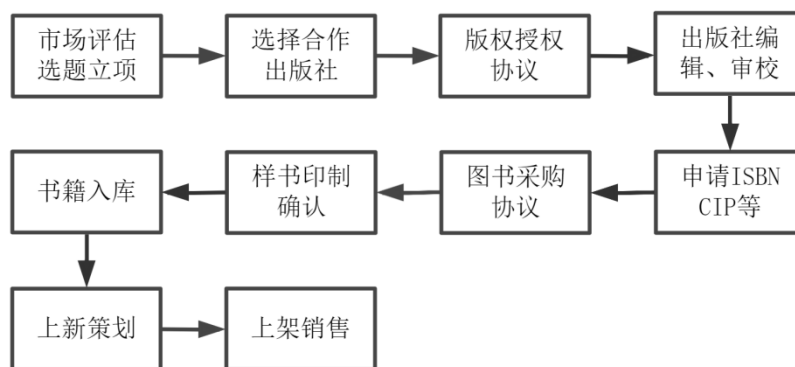 市场评估
选题立项
选择合作
出版社
版权授权
协议
出版社编
辑、审校
申请ISBN
CIP等
图书采购
协议
样书印制
确认
书籍入库
上新策划
上架销售